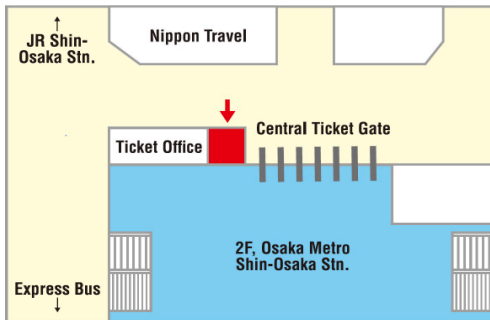 ↑
JR Shin-
Osaka Stn.
Nippon Travel
Central Ticket Gate
Ticket Office
2F, Osaka Metro
Shin-Osaka Stn.
Express Bus
↓